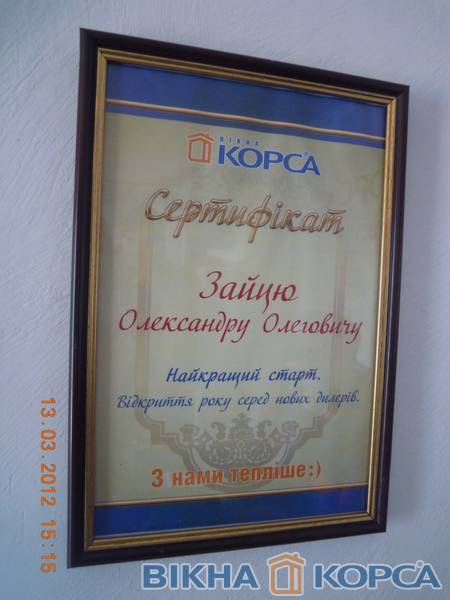 ВІКНА
КОРСА
Сертифікат
Зайцю
Олександру Олеговичу
Найкращий старт.
Відкриття року серед нових дилерів.
З нами тепліше:)
13.03.2012 15:15
ВІКНА КОРСА